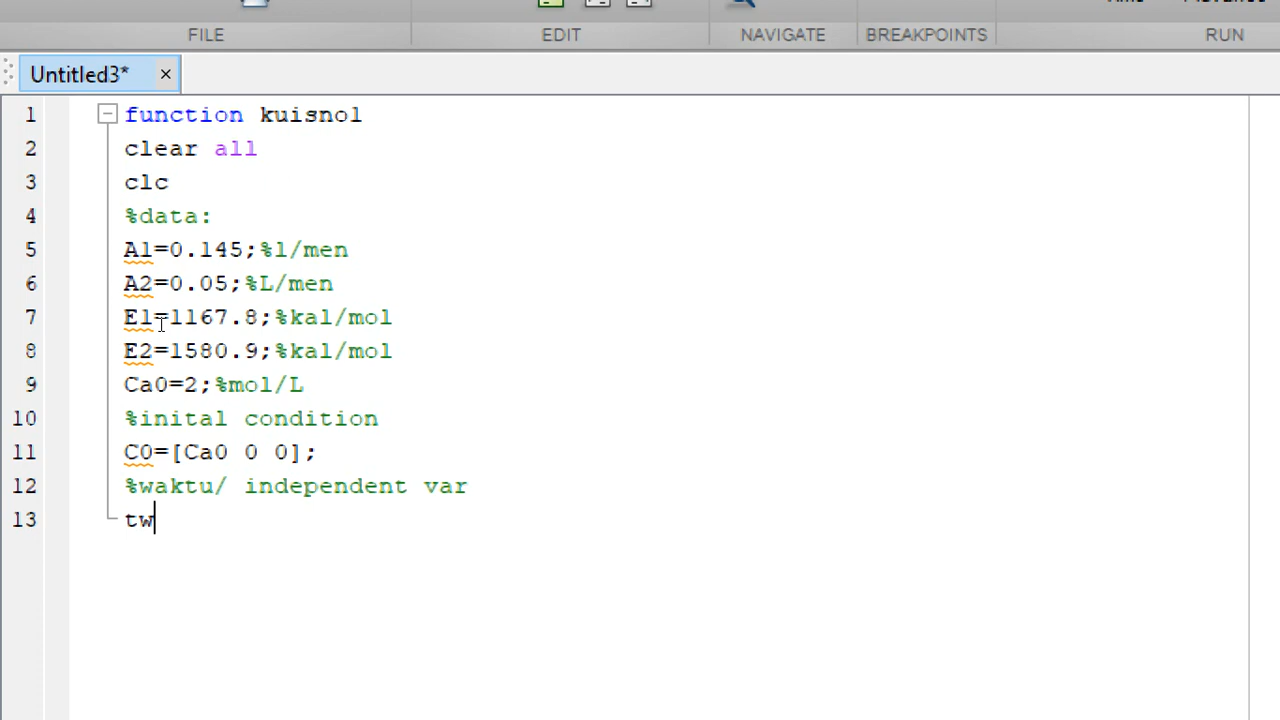 FILE EDIT NAVIGATE BREAKPOINTS RUN
Untitled3* ×
1 function kuisnol
2 clear all
3 clc
4 %data:
5 A1=0.145;%l/men
6 A2=0.05;%L/men
7 E1=1167.8;%kal/mol
8 E2=1580.9;%kal/mol
9 Ca0=2;%mol/L
10 %inital condition
11 C0=[Ca0 0 0];
12 %waktu/ independent var
13 tw